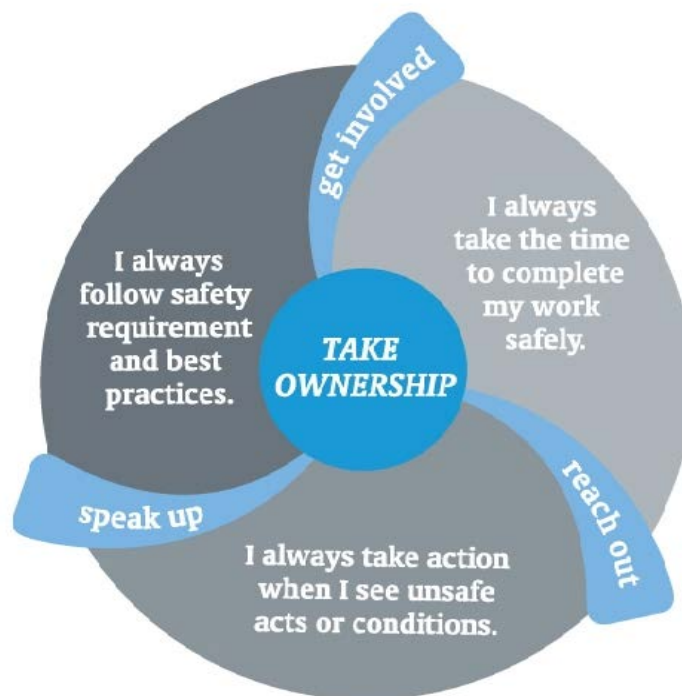 get involved
I always
take the time
to complete
my work
safely.
I always
follow safety
requirement
and best
practices.
TAKE
OWNERSHIP
reach out
speak up
I always take action
when I see unsafe
acts or conditions.